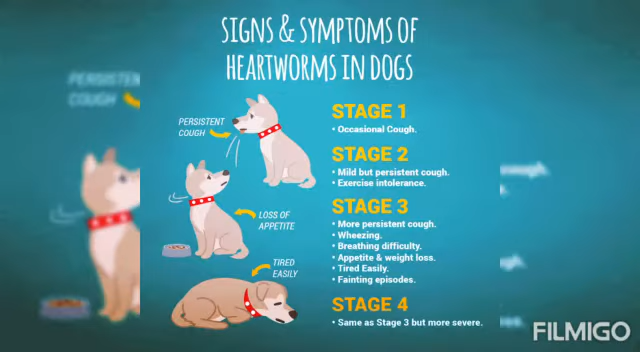 SIGNS & SYMPTOMS OF
HEARTWORMS IN DOGS
PERSISTENT
COUGH
LOSS OF
APPETITE
TIRED
EASILY
STAGE 1
• Occasional Cough.
STAGE 2
• Mild but persistent cough.
• Exercise intolerance.
STAGE 3
• More persistent cough.
• Wheezing.
• Breathing difficulty.
• Appetite & weight loss.
• Tired Easily.
• Fainting episodes.
STAGE 4
• Same as Stage 3 but more severe.
FILMIGO